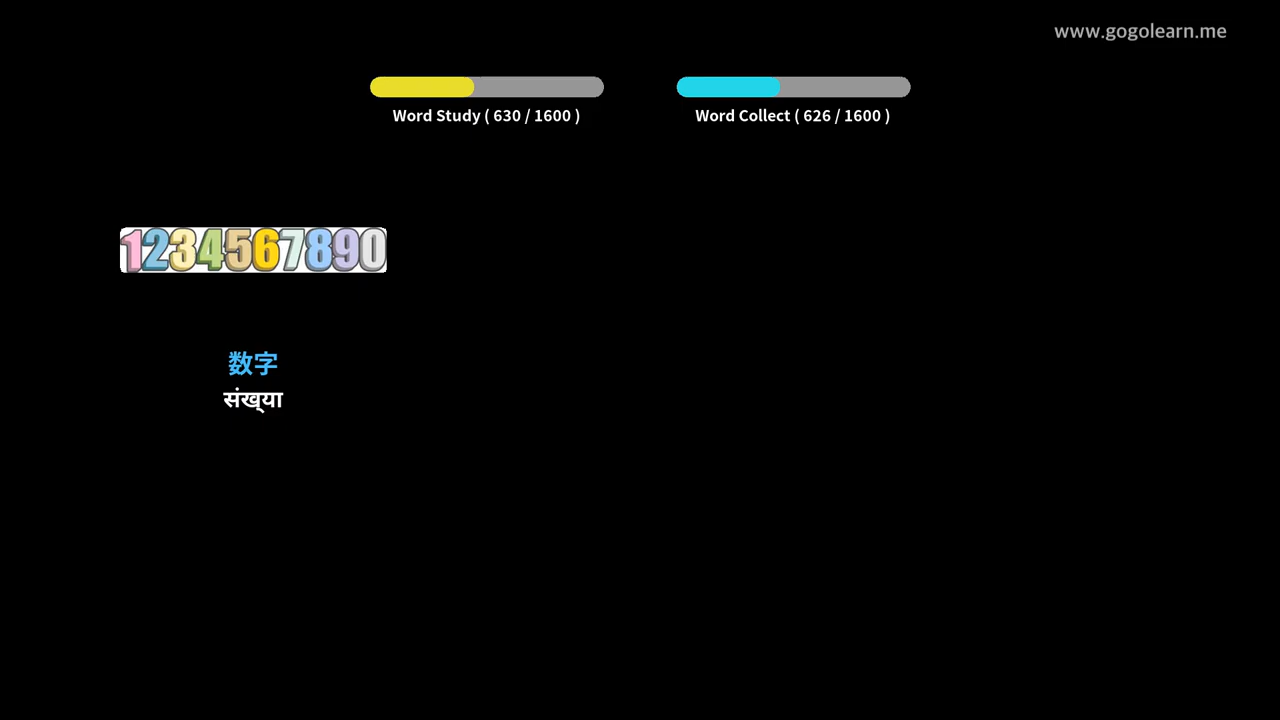 www.gogolearn.me
Word Study ( 630 / 1600 )
Word Collect ( 626 / 1600 )
1234567890
数字
संख्या